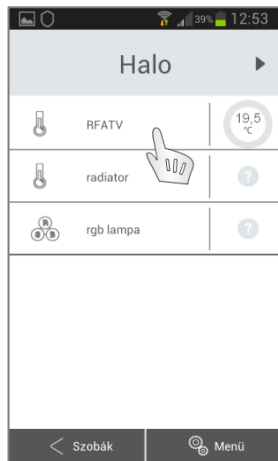 39% 12:53
Halo
RFATV 19,5 °C
radiator ?
R G B rgb lampa ?
< Szobák Menü